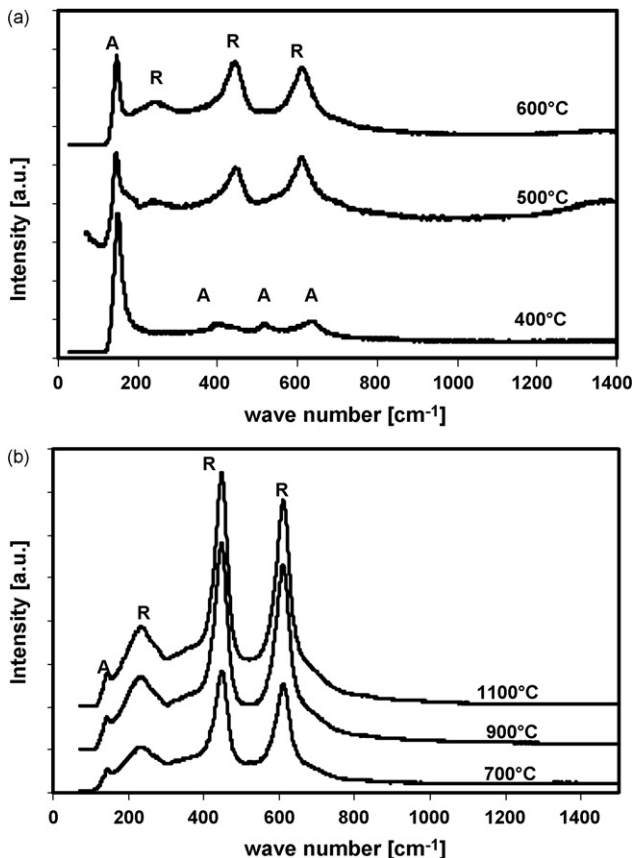 (a)
A
R
R
R
600°C
500°C
A
A
A
400°C
Intensity [a.u.]
0 200 400 600 800 1000 1200 1400
wave number [cm-1]
(b)
R
R
R
A
1100°C
900°C
700°C
Intensity [a.u.]
0 200 400 600 800 1000 1200 1400
wave number [cm-1]